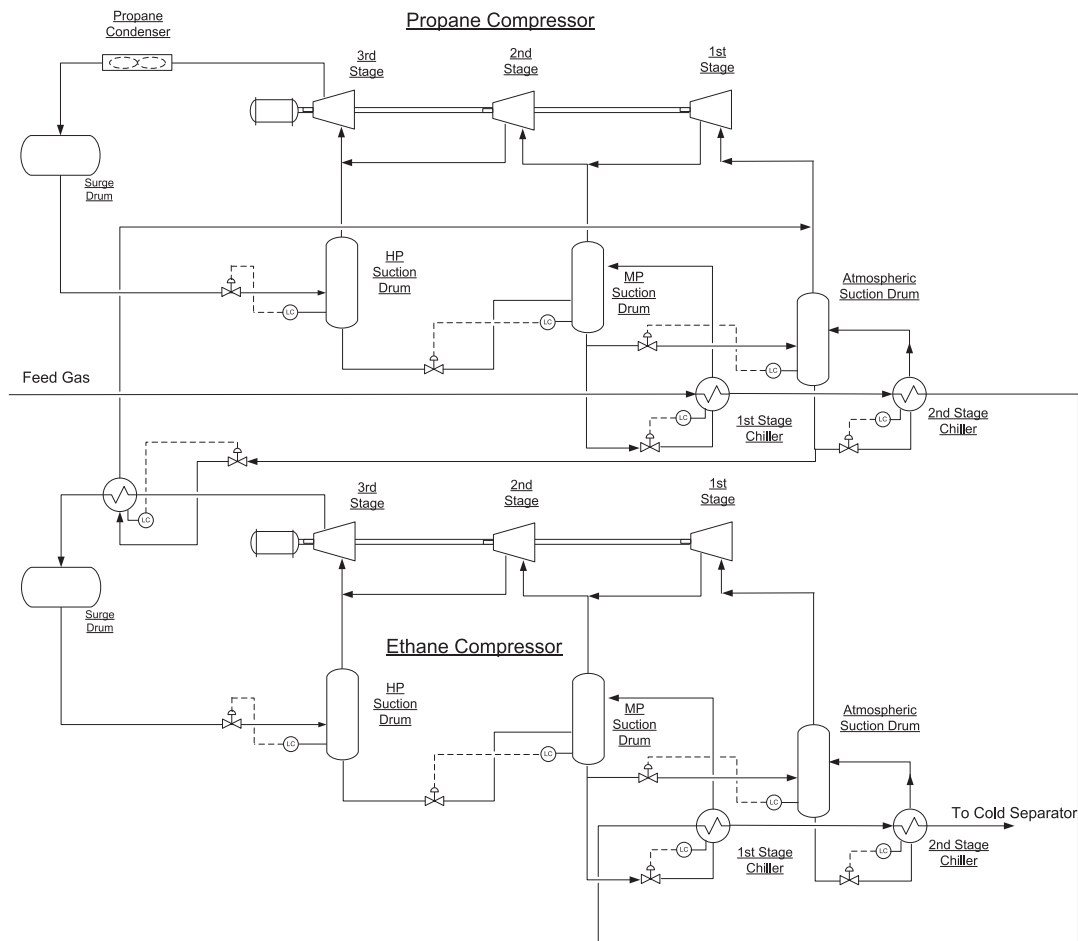 Propane Compressor
Propane
Condenser
3rd
Stage
2nd
Stage
1st
Stage
Surge
Drum
HP
Suction
Drum
LC
MP
Suction
Drum
LC
Atmospheric
Suction Drum
LC
Feed Gas
LC
1st Stage
Chiller
LC
2nd Stage
Chiller
LC
3rd
Stage
2nd
Stage
1st
Stage
Surge
Drum
Ethane Compressor
HP
Suction
Drum
LC
MP
Suction
Drum
LC
Atmospheric
Suction Drum
LC
To Cold Separator
LC
1st Stage
Chiller
LC
2nd Stage
Chiller